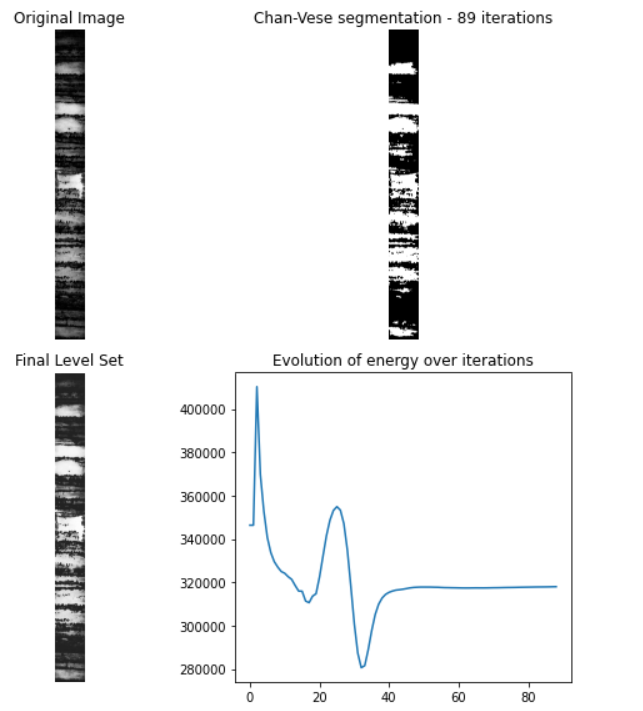 Original Image
Chan-Vese segmentation - 89 iterations
Final Level Set
Evolution of energy over iterations
400000
380000
360000
340000
320000
300000
280000
0 20 40 60 80